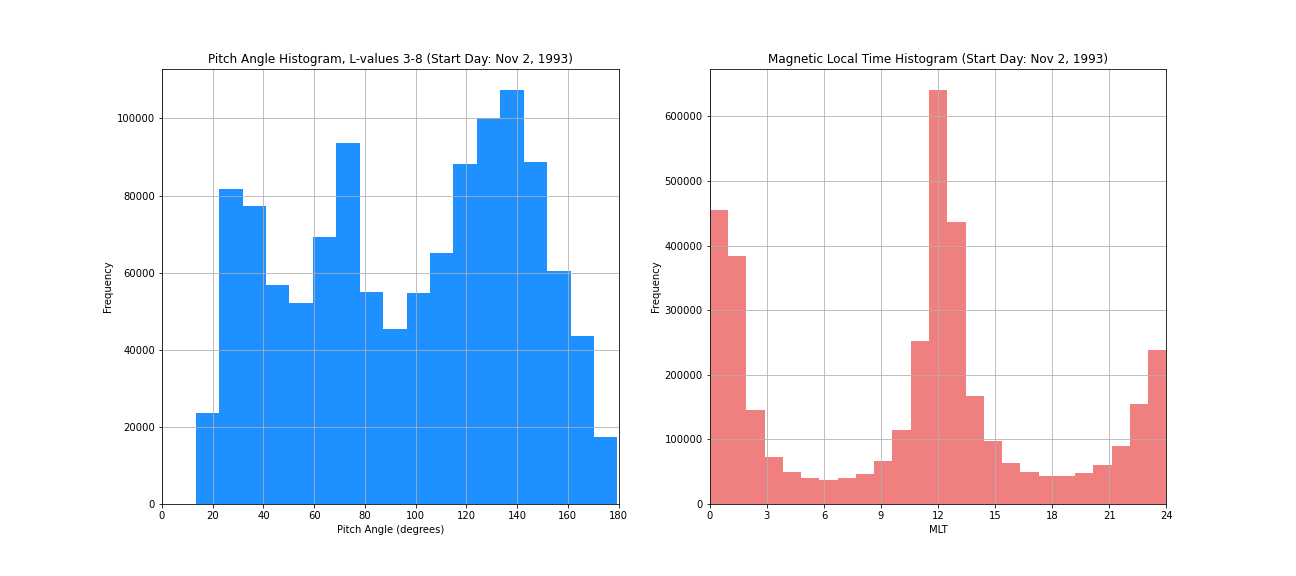 Pitch Angle Histogram, L-values 3-8 (Start Day: Nov 2, 1993)
Frequency
100000
80000
60000
40000
20000
0
0 20 40 60 80 100 120 140 160 180
Pitch Angle (degrees)
Magnetic Local Time Histogram (Start Day: Nov 2, 1993)
Frequency
600000
500000
400000
300000
200000
100000
0
0 3 6 9 12 15 18 21 24
MLT